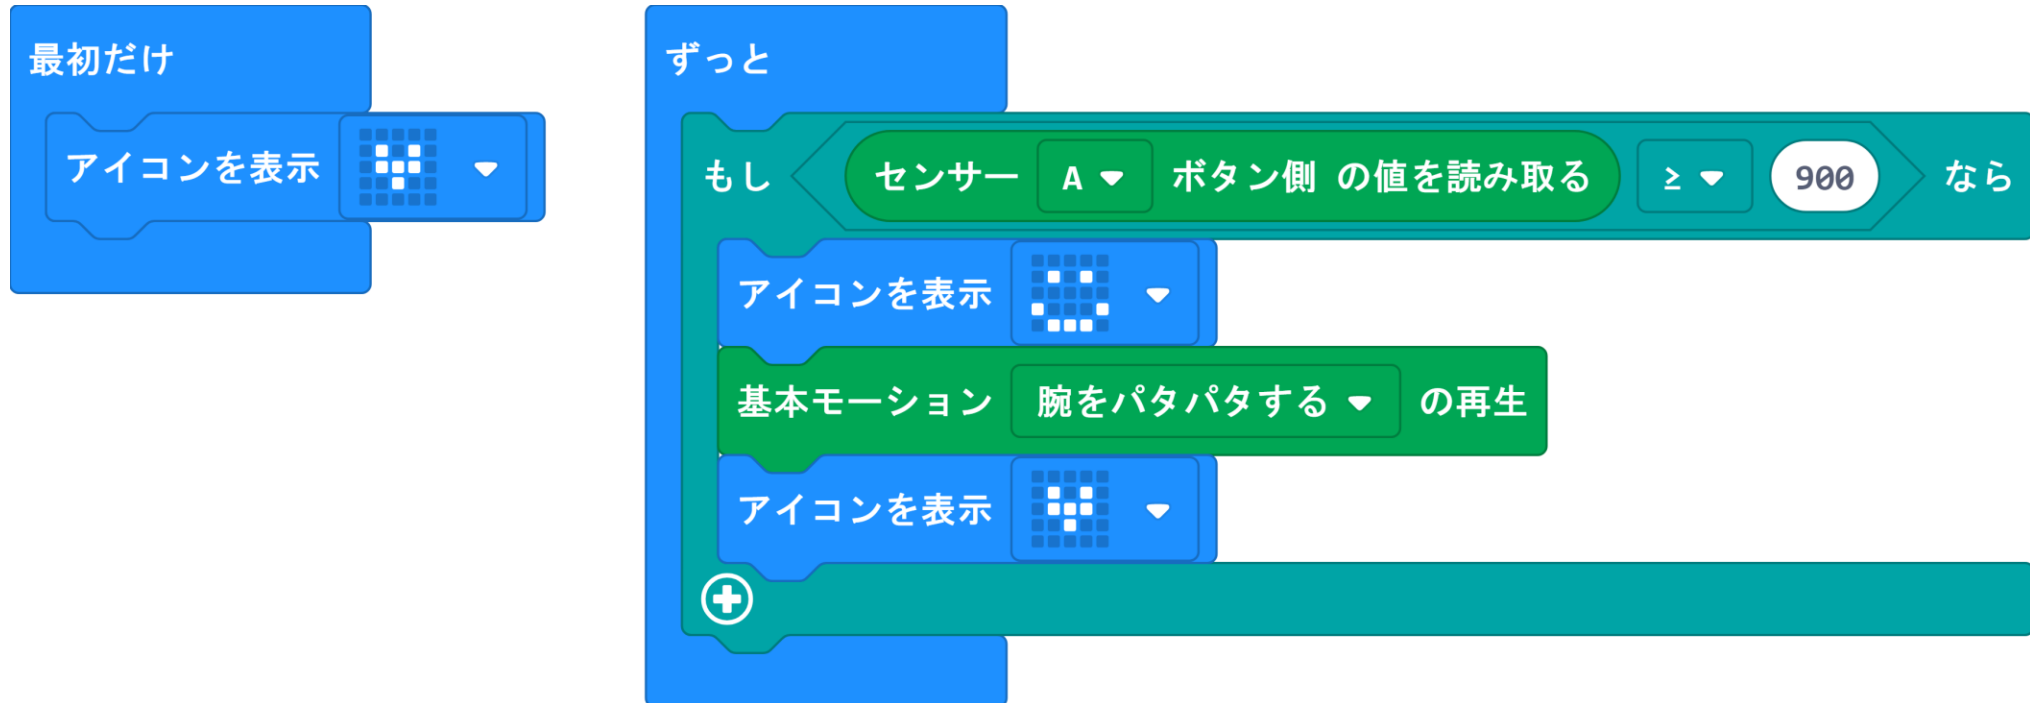 最初だけ
アイコンを表示
ずっと
もし センサー A ボタン側 の値を読み取る ≥ 900 なら
アイコンを表示
基本モーション 腕をパタパタする の再生
アイコンを表示